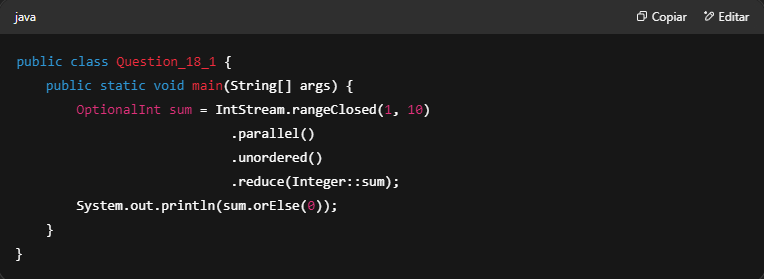 java Copiar Editar
public class Question_18_1 {
    public static void main(String[] args) {
        OptionalInt sum = IntStream.rangeClosed(1, 10)
                            .parallel()
                            .unordered()
                            .reduce(Integer::sum);
        System.out.println(sum.orElse(0));
    }
}